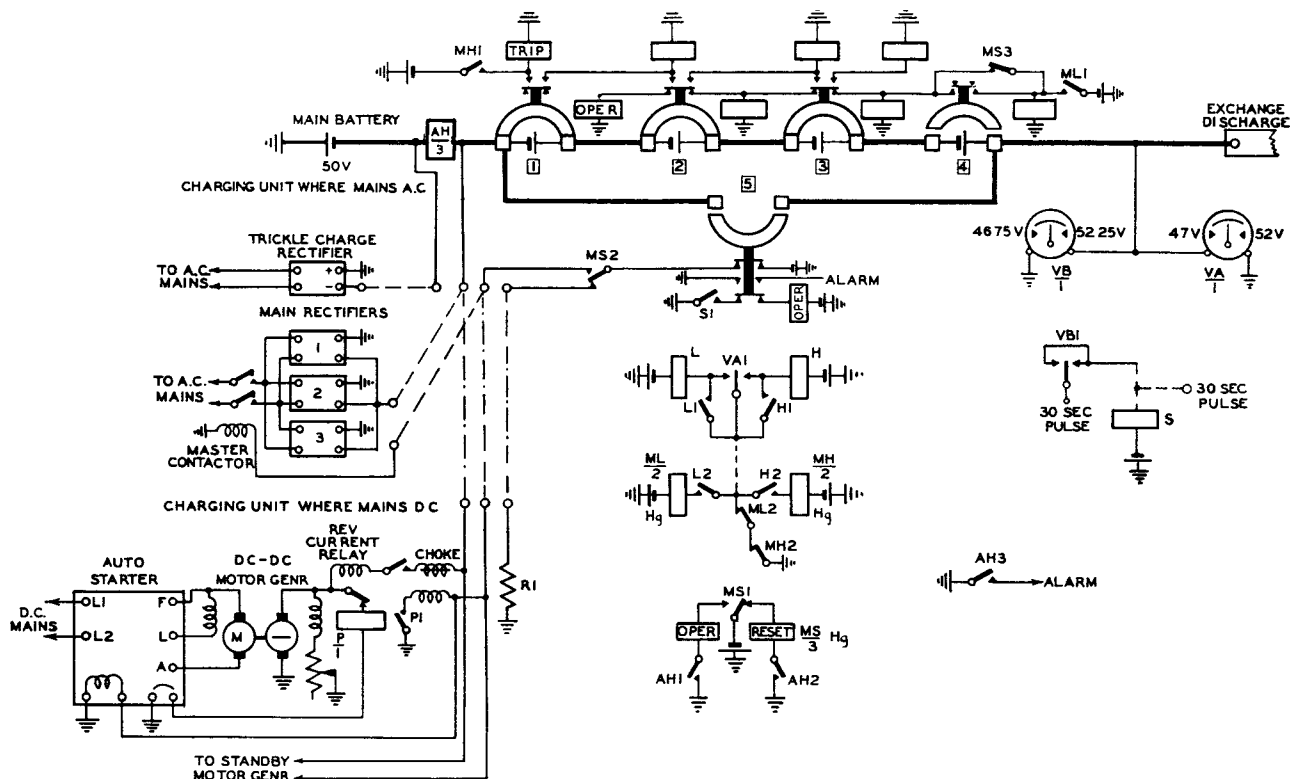 MH1
TRIP
MS3
ML1
OPER
EXCHANGE
DISCHARGE
MAIN BATTERY
AH
3
50V
1
2
3
4
CHARGING UNIT WHERE MAINS A.C
5
4675V
52.25V
47V
52V
VB
1
VA
1
TRICKLE CHARGE
RECTIFIER
TO A.C.
MAINS
+
−
MS2
ALARM
S1
OPER
MAIN RECTIFIERS
1
TO A.C.
MAINS
2
3
MASTER
CONTACTOR
L
VA1
H
L1
H1
VB1
30 SEC
PULSE
30 SEC
PULSE
S
ML
2
L2
H2
MH
2
Hg
ML2
Hg
MH2
CHARGING UNIT WHERE MAINS D C
REV
CURRENT
RELAY
CHOKE
AUTO
STARTER
DC-DC
MOTOR GENR
R1
AH3
ALARM
L1
F
D.C.
MAINS
L2
L
M
P
1
P1
A
MS1
OPER
RESET
MS
3
Hg
AH1
AH2
TO STANDBY
MOTOR GENR